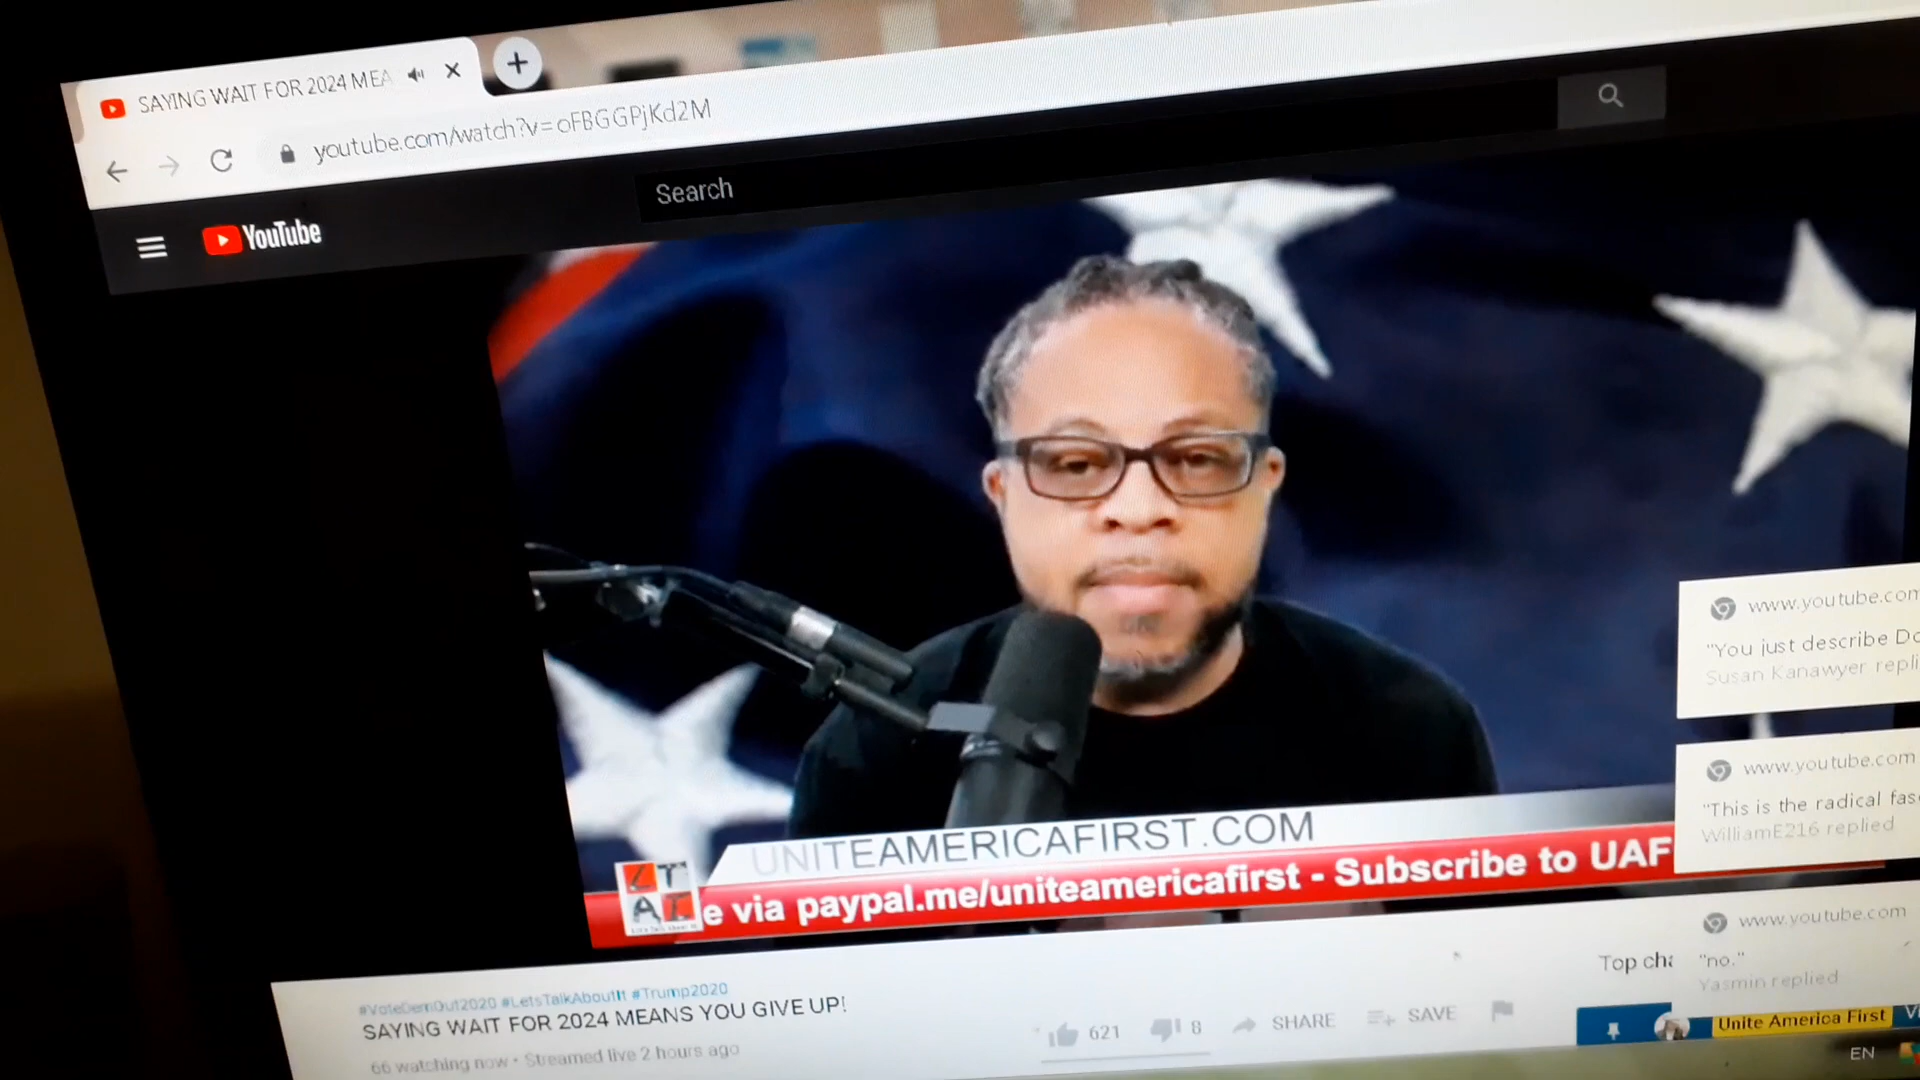 SAYING WAIT FOR 2024 MEA
youtube.com/watch?v=oFBGGPjKd2M
YouTube
Search
www.youtube.com
"You just describe Do
Susan Kanawyer repli
www.youtube.com
"This is the radical fas
WilliamE216 replied
UNITEAMERICAFIRST.COM
LTAI
e via paypal.me/uniteamericafirst - Subscribe to UAF
www.youtube.com
"no."
Yasmin replied
Top cha
#VoteDemOut2020 #LetsTalkAboutIt #Trump2020
SAYING WAIT FOR 2024 MEANS YOU GIVE UP!
621 8 SHARE SAVE
Unite America First
66 watching now • Streamed live 2 hours ago
EN